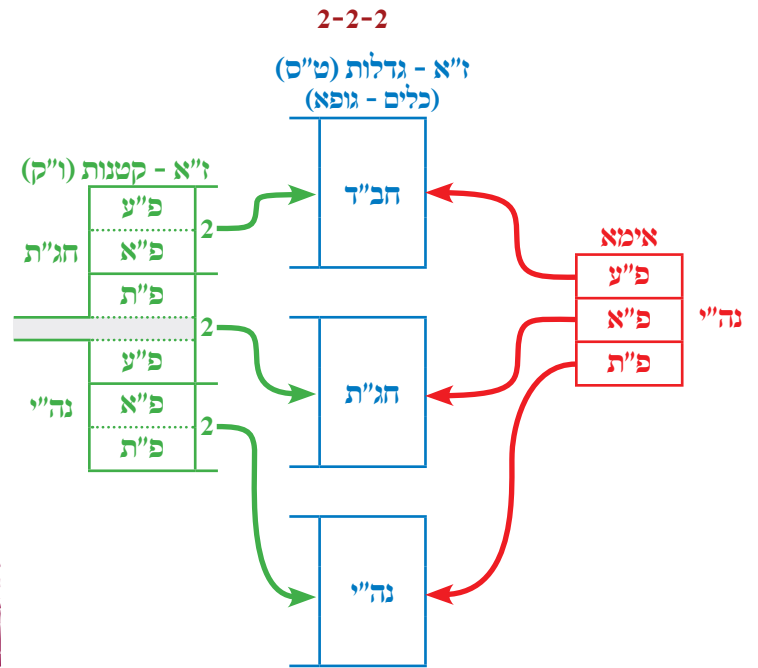 2-2-2
ז"א - גדלות (ט"ס)
(כלים - גופא)
אימא
נה"י
פ"ע
פ"א
פ"ת
חב"ד
חג"ת
נה"י
ז"א - קטנות (ו"ק)
חג"ת
פ"ע
פ"א
פ"ת
2
2
נה"י
פ"ע
פ"א
פ"ת
2